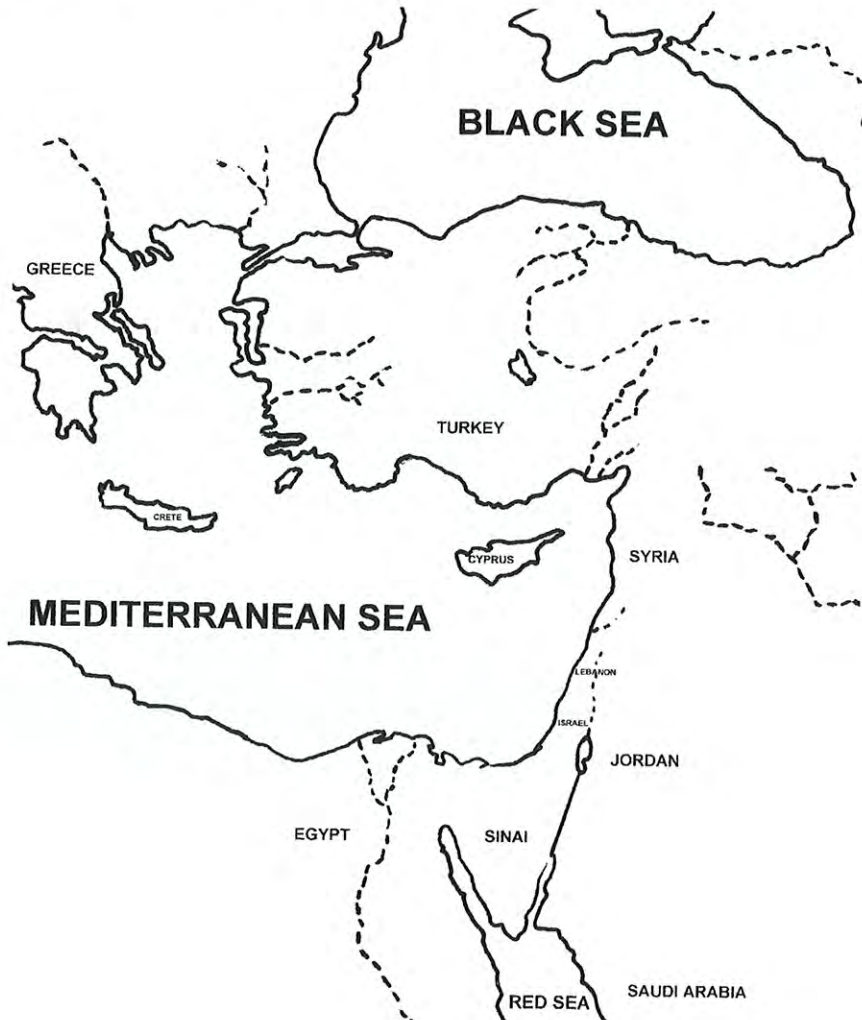 BLACK SEA
GREECE
TURKEY
CRETE
CYPRUS
SYRIA
MEDITERRANEAN SEA
LEBANON
ISRAEL
JORDAN
EGYPT
SINAI
SAUDI ARABIA
RED SEA